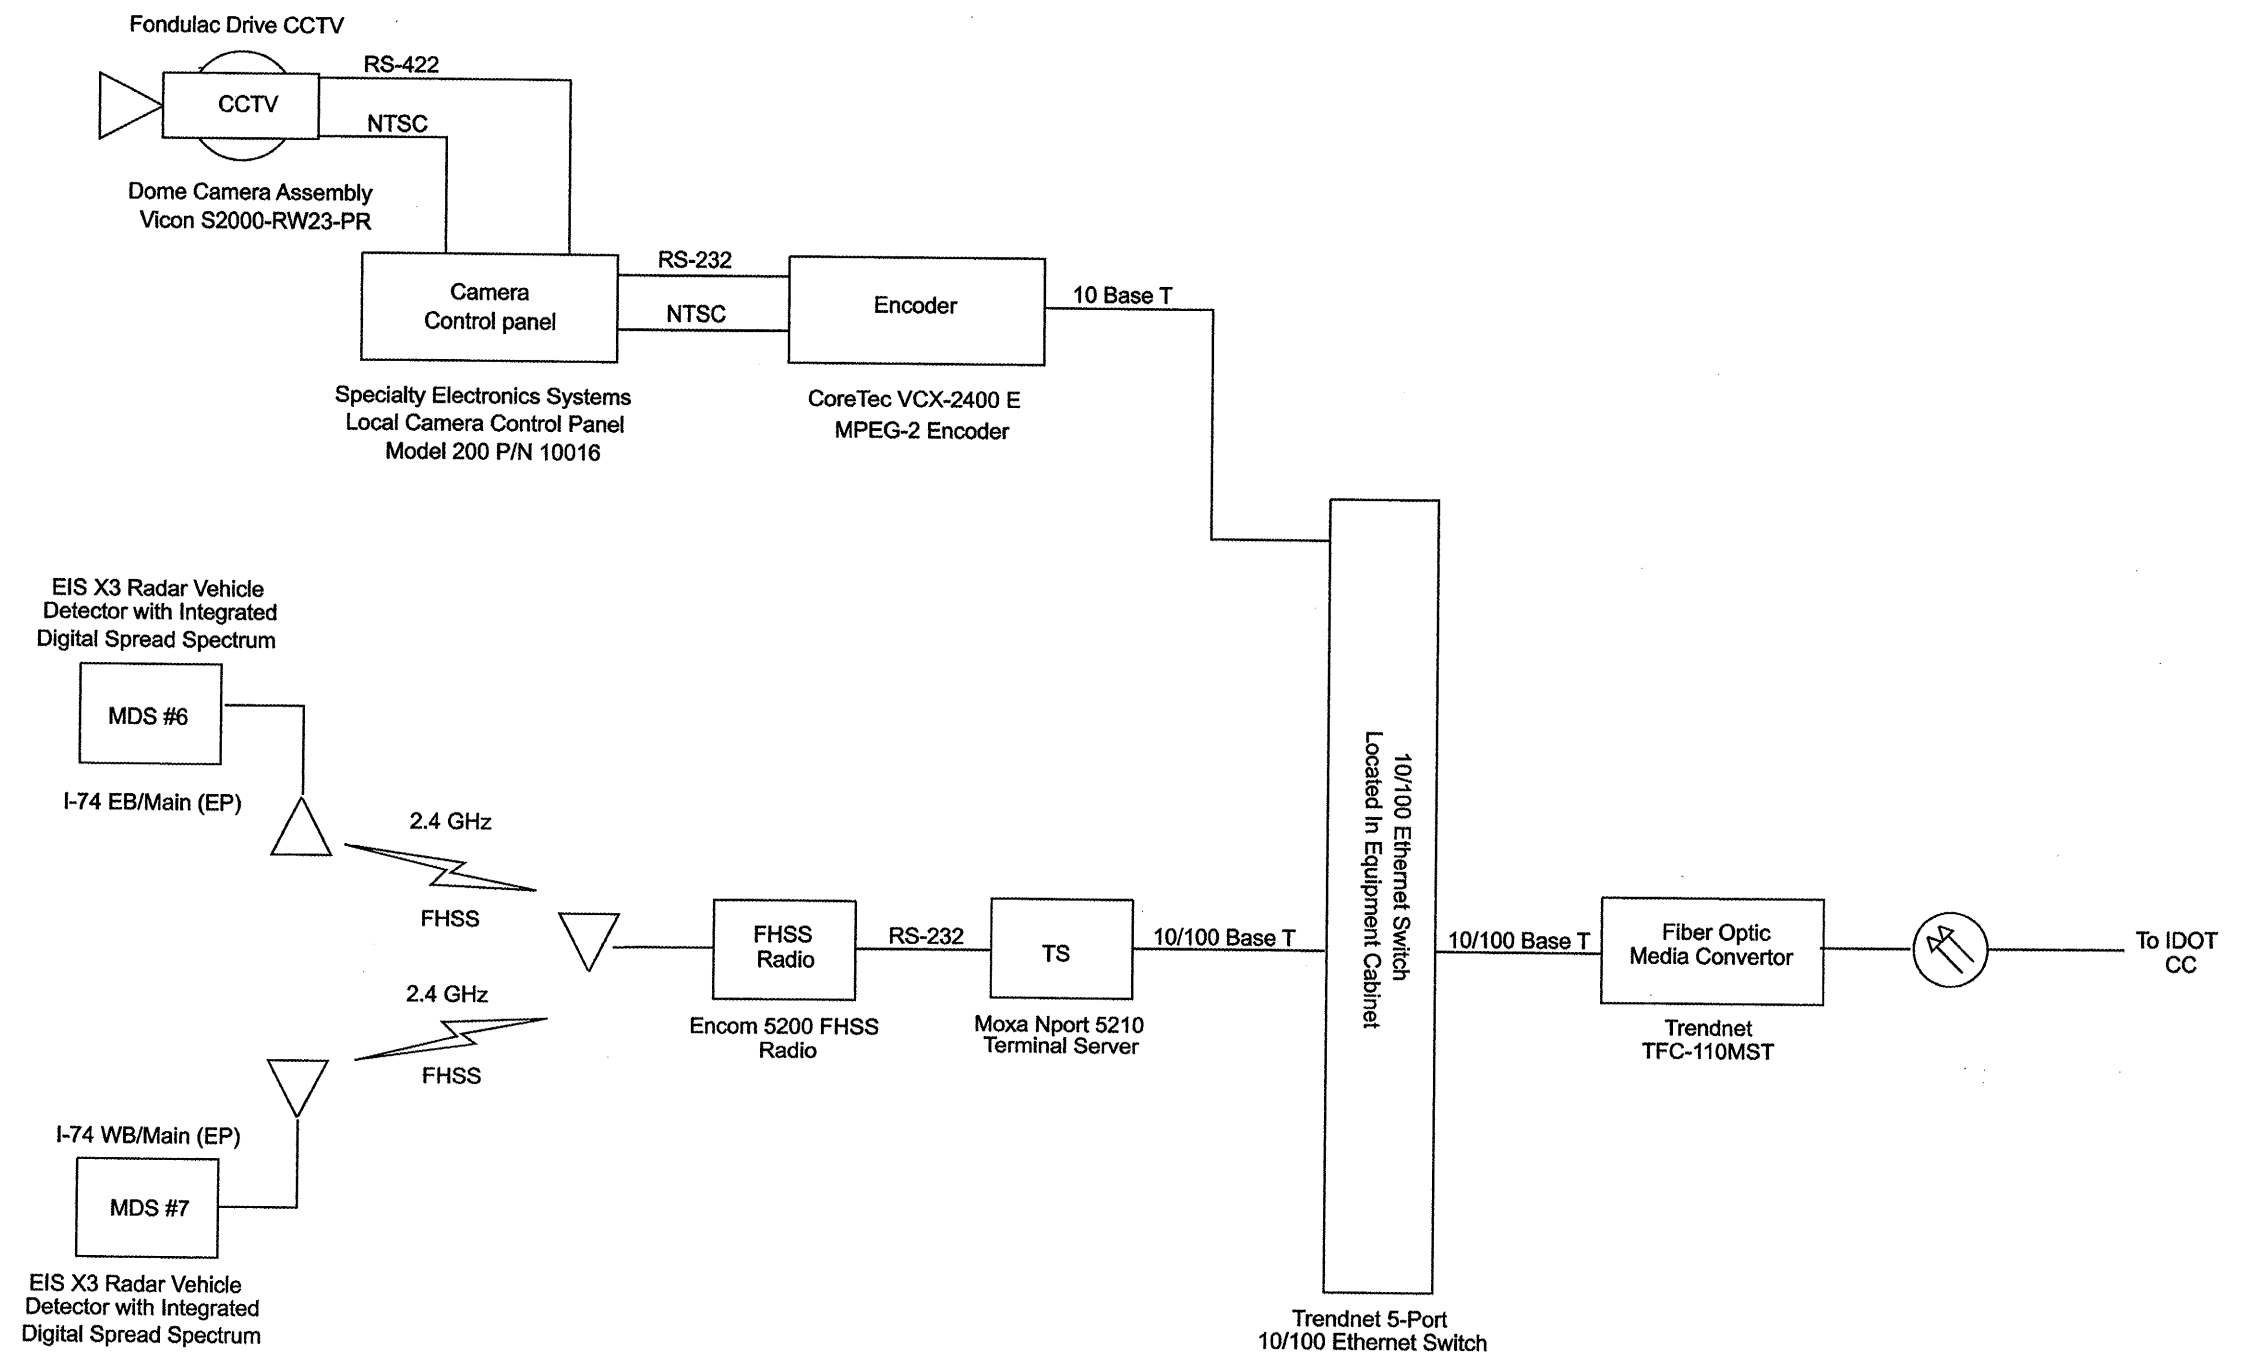 Fondulac Drive CCTV
RS-422
CCTV
NTSC
Dome Camera Assembly
Vicon S2000-RW23-PR
Camera
Control panel
RS-232
NTSC
Encoder
10 Base T
Specialty Electronics Systems
Local Camera Control Panel
Model 200 P/N 10016
CoreTec VCX-2400 E
MPEG-2 Encoder
EIS X3 Radar Vehicle
Detector with Integrated
Digital Spread Spectrum
MDS #6
I-74 EB/Main (EP)
2.4 GHz
FHSS
2.4 GHz
FHSS
I-74 WB/Main (EP)
MDS #7
EIS X3 Radar Vehicle
Detector with Integrated
Digital Spread Spectrum
FHSS
Radio
Encom 5200 FHSS
Radio
RS-232
TS
Moxa Nport 5210
Terminal Server
10/100 Base T
10/100 Ethernet Switch
Located In Equipment Cabinet
Trendnet 5-Port
10/100 Ethernet Switch
10/100 Base T
Fiber Optic
Media Convertor
Trendnet
TFC-110MST
To IDOT
CC